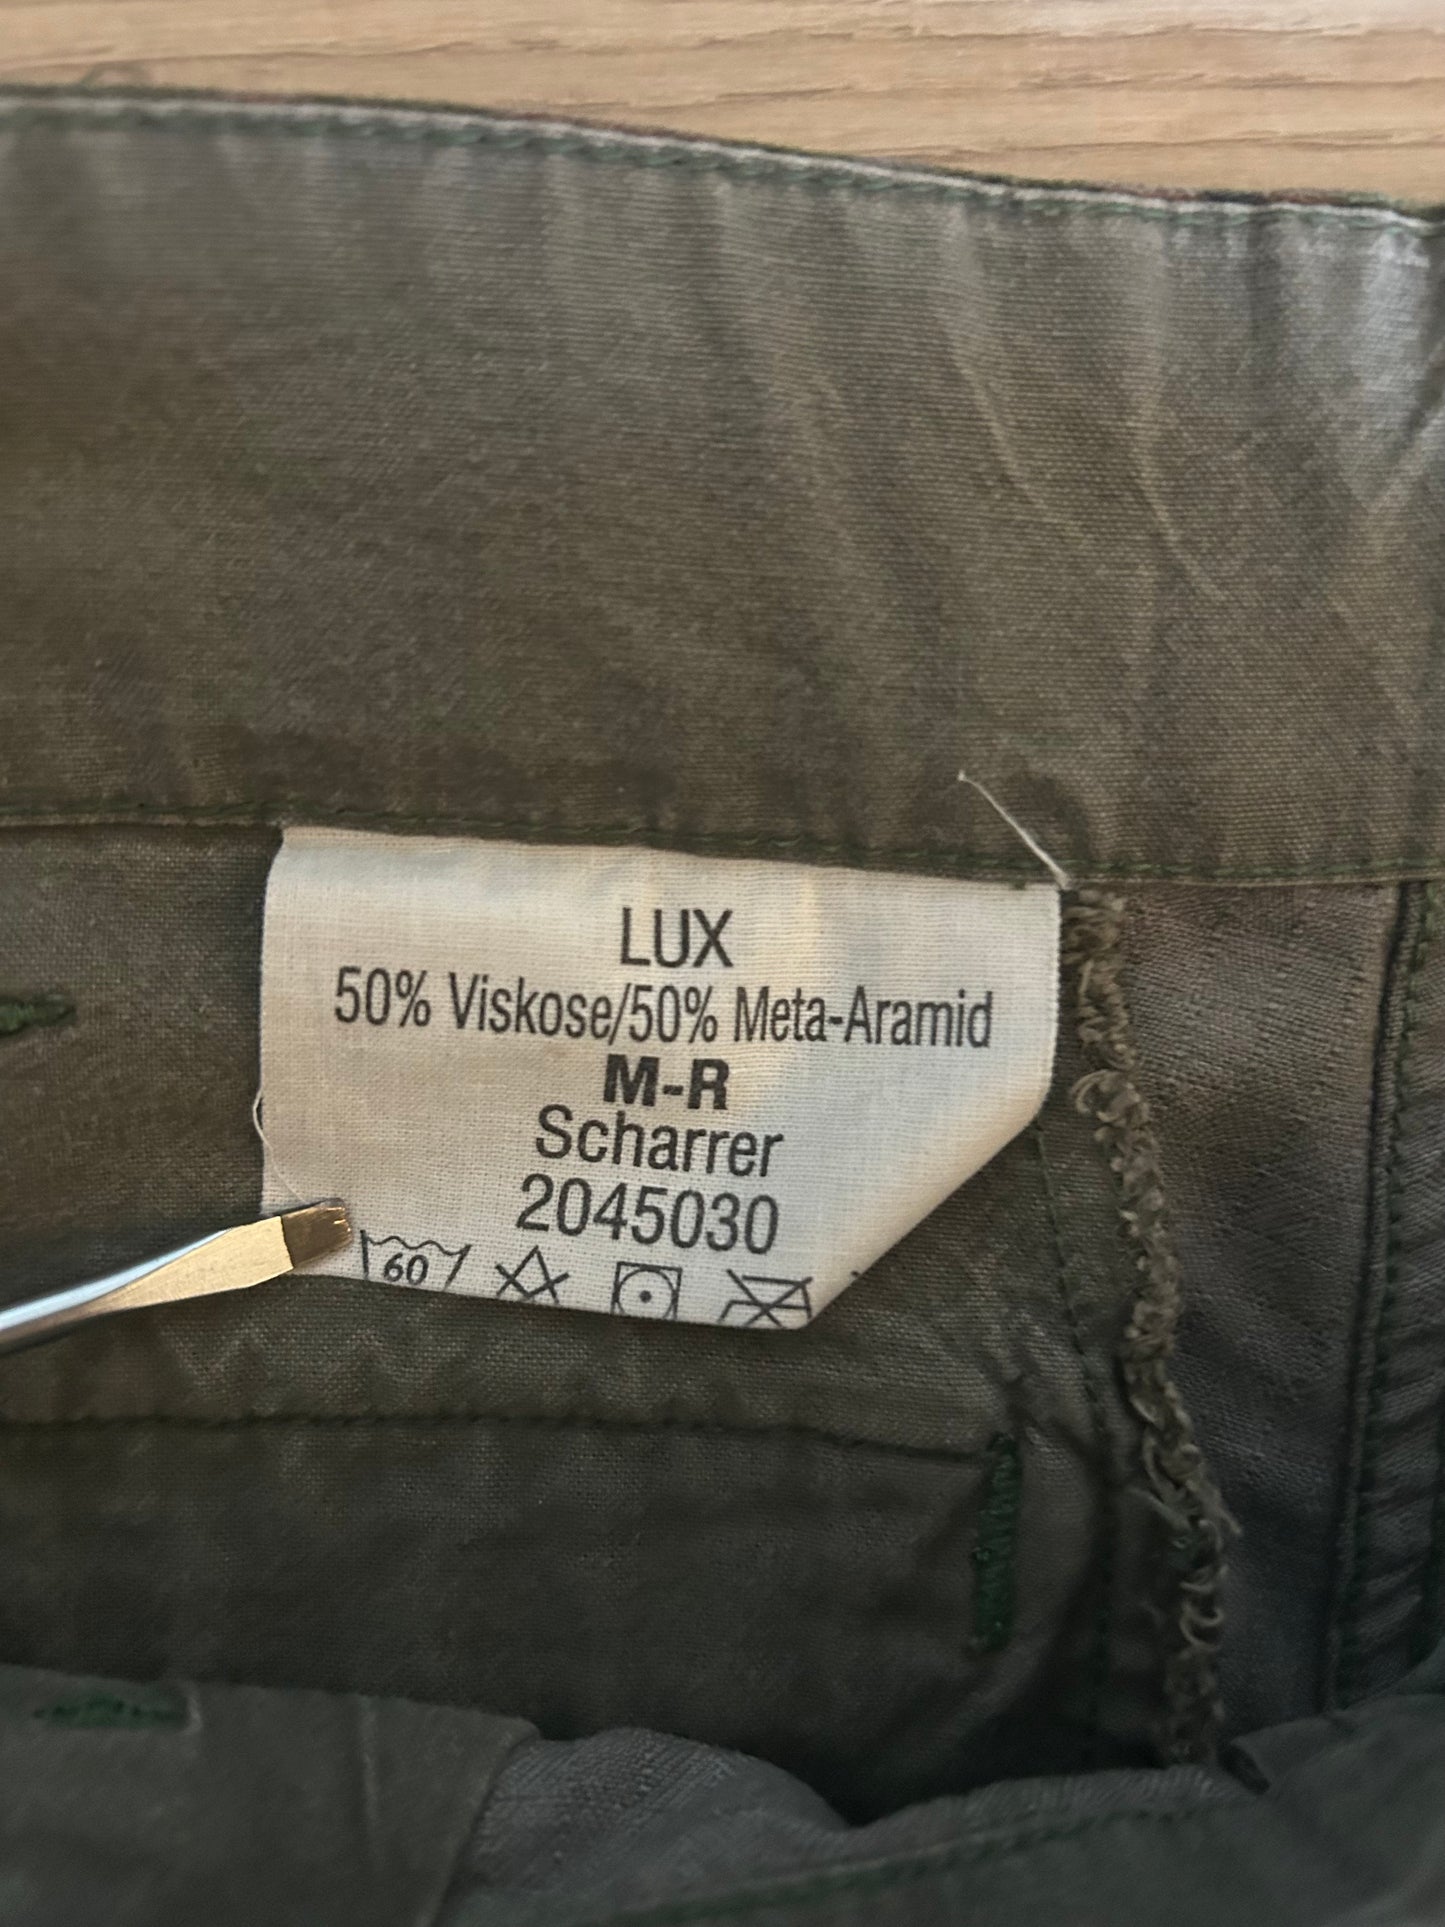 LUX
50% Viskose/50% Meta-Aramid
M-R
Scharrer
2045030
60